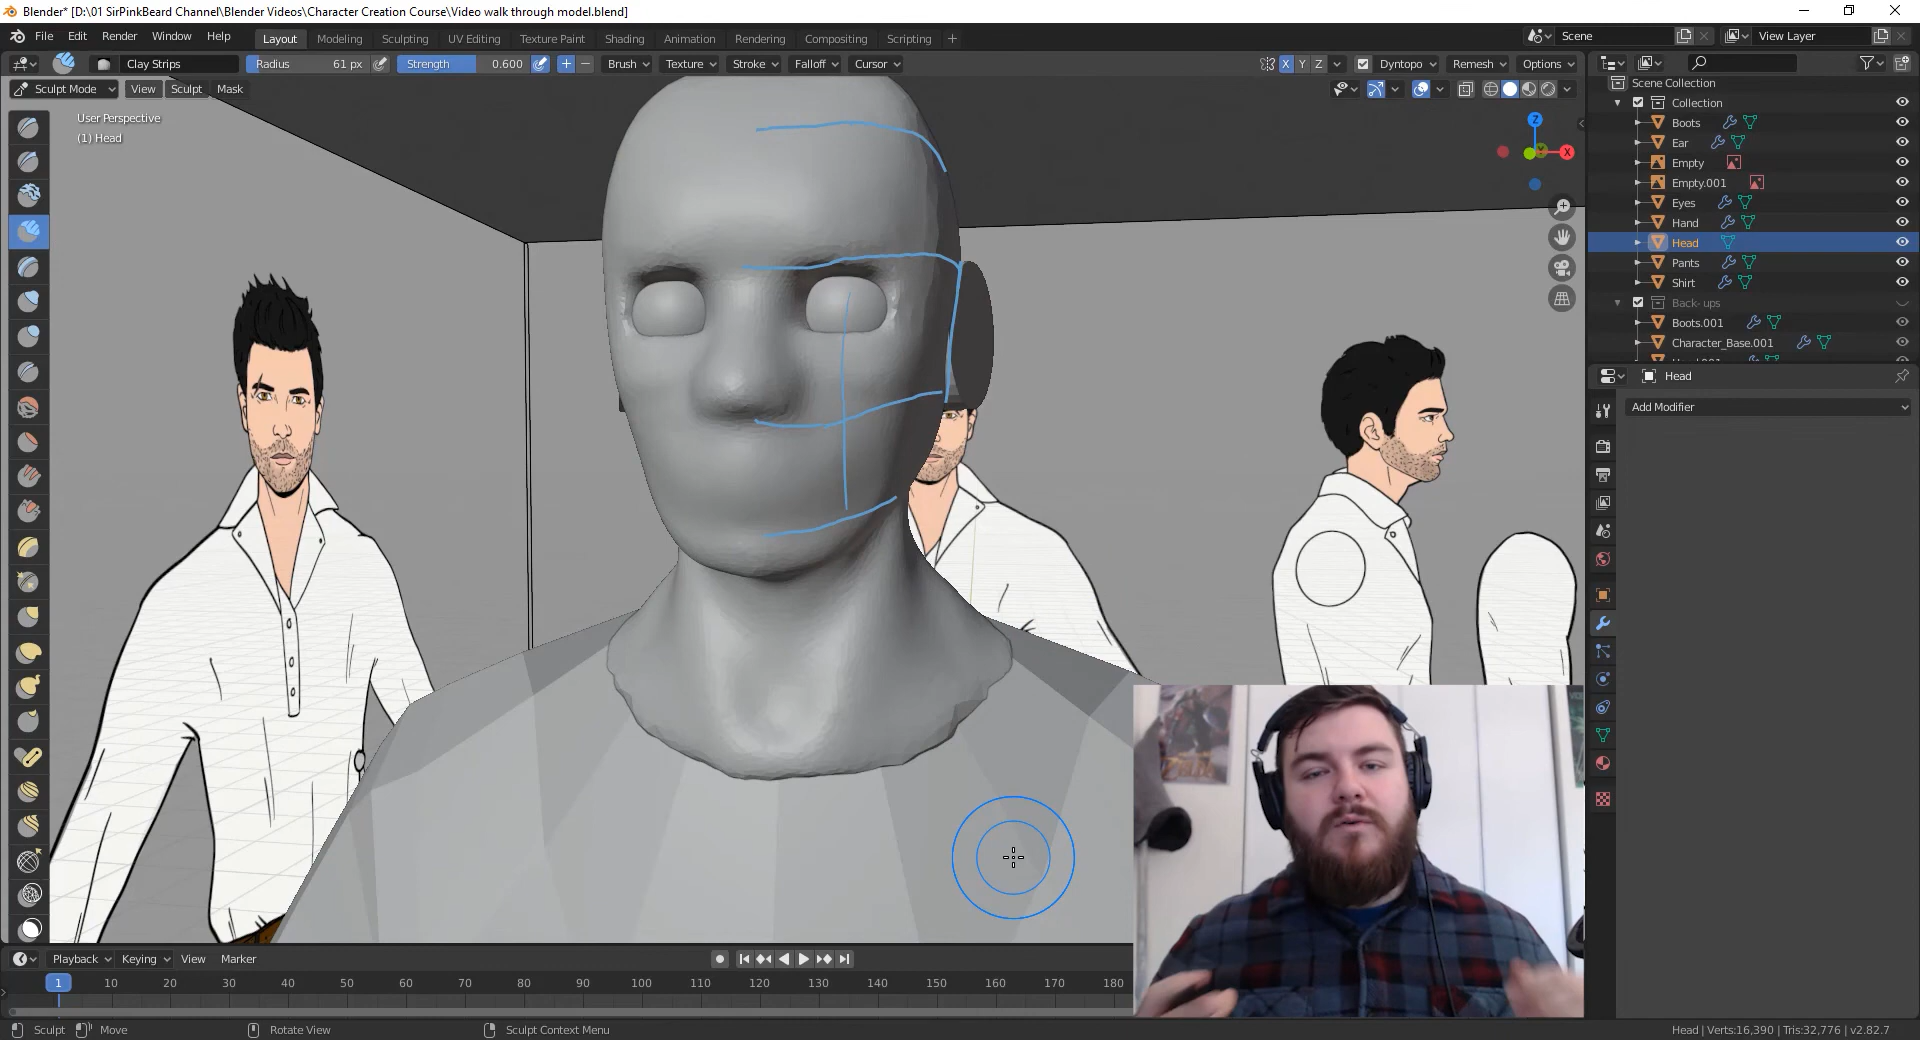 Blender* [D:\01 SirPinkBeard Channel\Blender Videos\Character Creation Course\Video walk through model.blend]
File Edit Render Window Help Layout Modeling Sculpting UV Editing Texture Paint Shading Animation Rendering Compositing Scripting + Scene View Layer
Clay Strips Radius 61 px Strength 0.600 + − Brush Texture Stroke Falloff Cursor X Y Z Dyntopo Remesh Options
Sculpt Mode View Sculpt Mask
User Perspective
(1) Head
Z
X
Scene Collection
Collection
Boots
Ear
Empty
Empty.001
Eyes
Hand
Head
Pants
Shirt
Back- ups
Boots.001
Character_Base.001
Head
Add Modifier
Playback Keying View Marker
1 10 20 30 40 50 60 70 80 90 100 110 120 130 140 150 160 170 180
Sculpt Move Rotate View Sculpt Context Menu Head | Verts:16,390 | Tris:32,776 | v2.82.7